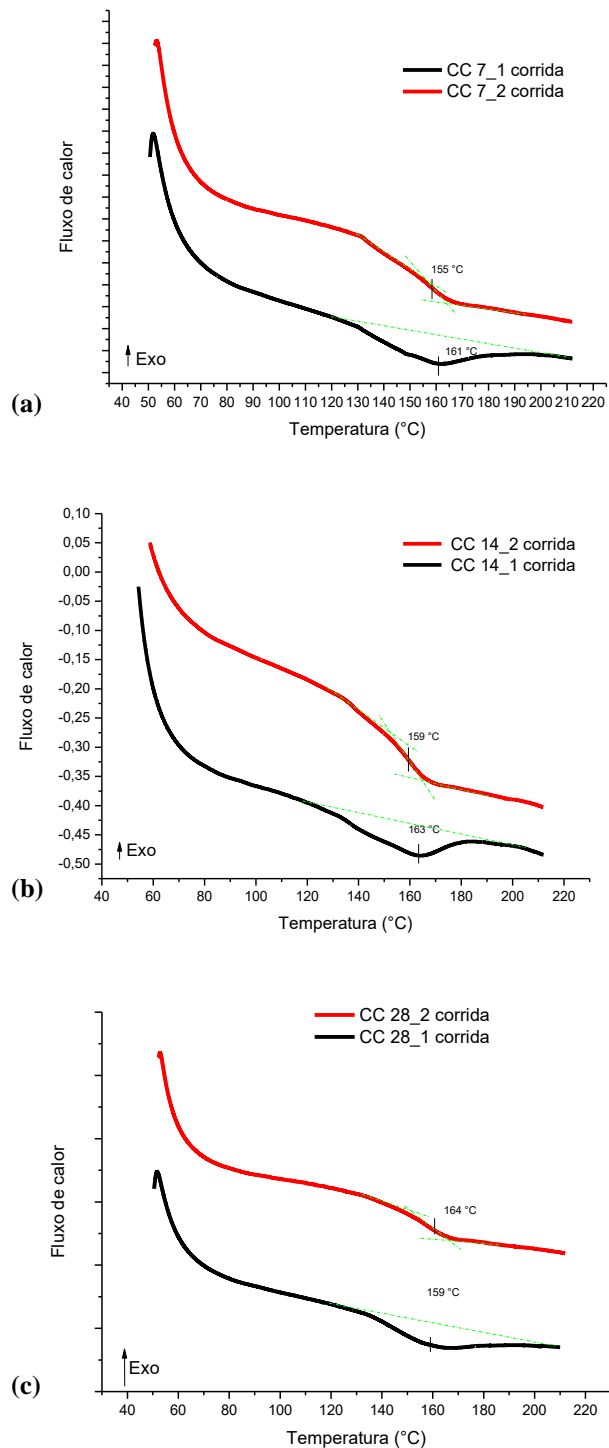 CC 7_1 corrida
CC 7_2 corrida
Fluxo de calor
155 °C
161 °C
Exo
(a)
40 50 60 70 80 90 100 110 120 130 140 150 160 170 180 190 200 210 220
Temperatura (°C)
0,10
0,05
0,00
-0,05
-0,10
-0,15
-0,20
-0,25
-0,30
-0,35
-0,40
-0,45
-0,50
CC 14_2 corrida
CC 14_1 corrida
Fluxo de calor
159 °C
163 °C
Exo
(b)
40 60 80 100 120 140 160 180 200 220
Temperatura (°C)
CC 28_2 corrida
CC 28_1 corrida
Fluxo de calor
164 °C
159 °C
Exo
(c)
40 60 80 100 120 140 160 180 200 220
Temperatura (°C)